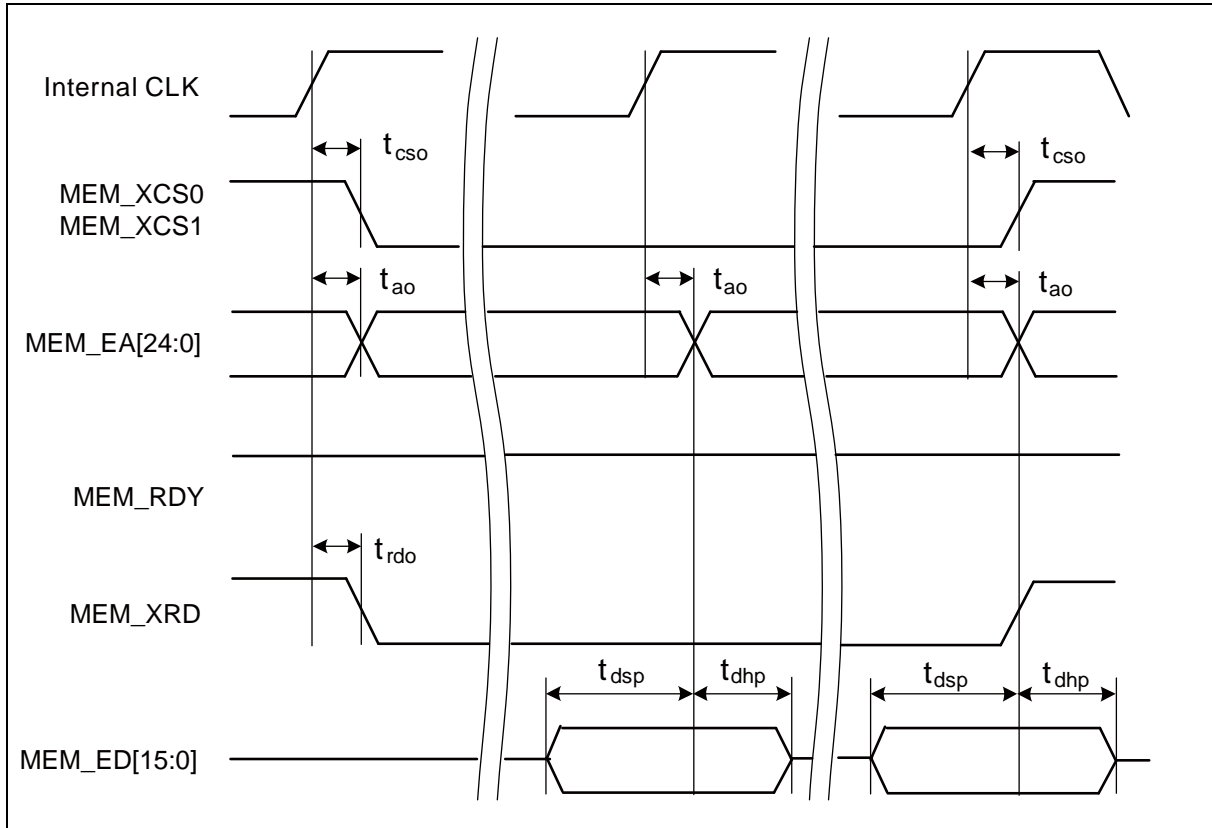 Internal CLK
tcso
tcso
MEM_XCS0
MEM_XCS1
tao
tao
tao
MEM_EA[24:0]
MEM_RDY
trdo
MEM_XRD
tdsp
tdhp
tdsp
tdhp
MEM_ED[15:0]